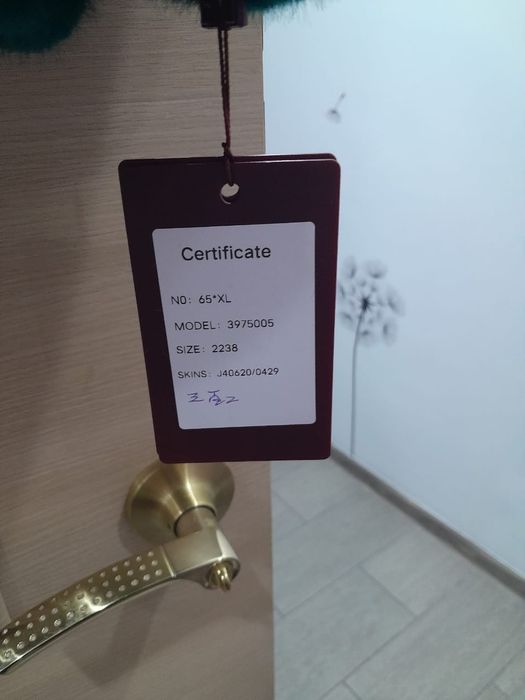 Certificate
NO: 65*XL
MODEL: 3975005
SIZE: 2238
SKINS: J40620/0429